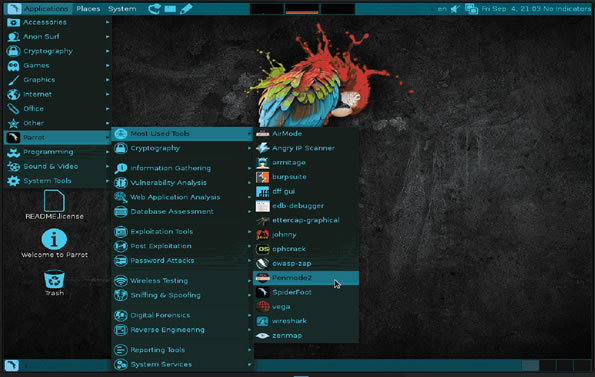 Applications Places System en Fri Sep. 4, 21:03 No Indicators
Accessories
Anon Surf
Cryptography
Games
Graphics
Internet
Office
Other
Parrot
Programming
Sound & Video
System Tools
Most Used Tools
Cryptography
Information Gathering
Vulnerability Analysis
Web Application Analysis
Database Assessment
Exploitation Tools
Post Exploitation
Password Attacks
Wireless Testing
Sniffing & Spoofing
Digital Forensics
Reverse Engineering
Reporting Tools
System Services
AirMode
Angry IP Scanner
armitage
burpsuite
dff gui
edb-debugger
ettercap-graphical
johnny
OS
ophcrack
owasp-zap
Penmode2
SpiderFoot
vega
wireshark
zenmap
README.license
Welcome to Parrot
Trash